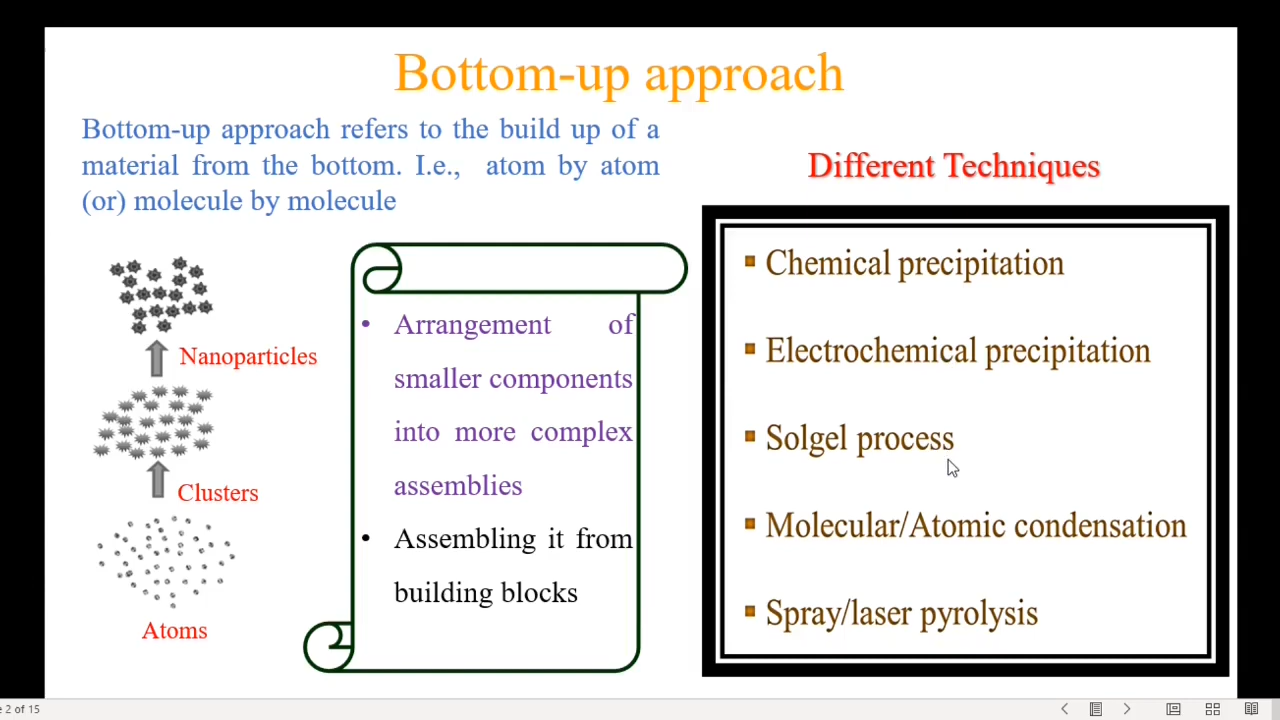 Bottom-up approach
Bottom-up approach refers to the build up of a
material from the bottom. I.e., atom by atom
(or) molecule by molecule
Nanoparticles
Clusters
Atoms
• Arrangement of
smaller components
into more complex
assemblies
• Assembling it from
building blocks
Different Techniques
Chemical precipitation
Electrochemical precipitation
Solgel process
Molecular/Atomic condensation
Spray/laser pyrolysis
e 2 of 15